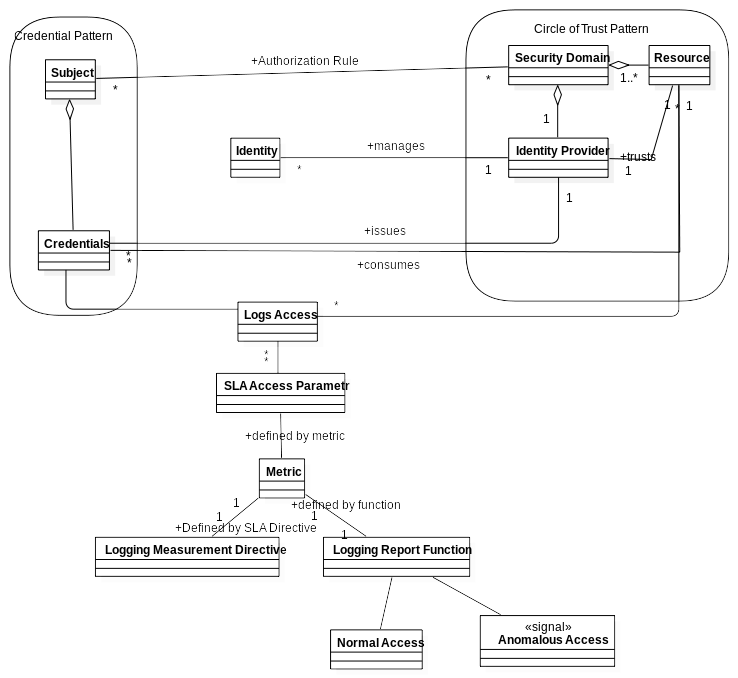 Circle of Trust Pattern
Credential Pattern
+Authorization Rule
Security Domain
Resource
Subject
*
*
1..*
1
1
*
1
Identity
+manages
Identity Provider
+trusts
*
1
1
1
+issues
Credentials
*
*
+consumes
*
Logs Access
*
*
SLA Access Parametr
+defined by metric
Metric
1
+defined by function
1
1
+Defined by SLA Directive
1
Logging Measurement Directive
Logging Report Function
«signal»
Normal Access
Anomalous Access